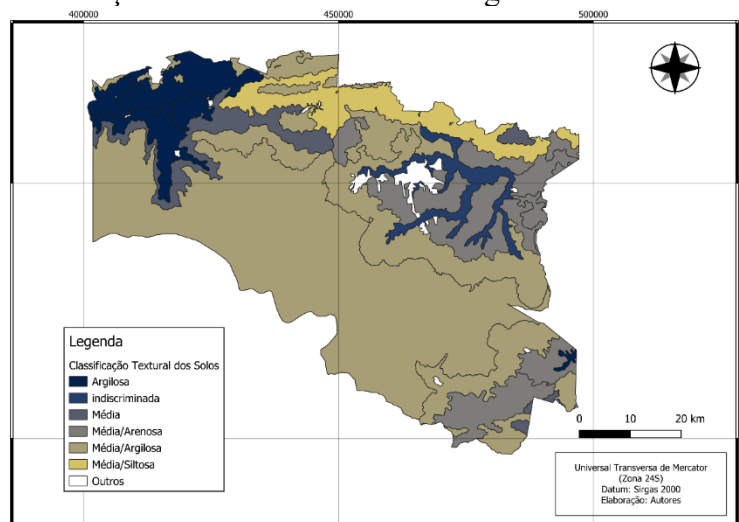 400000 450000 500000
Legenda
Classificação Textural dos Solos
Argilosa
indiscriminada
Média
Média/Arenosa
Média/Argilosa
Média/Siltosa
Outros
0 10 20 km
Universal Transversa de Mercator
(Zona 24S)
Datum: Sirgas 2000
Elaboração: Autores